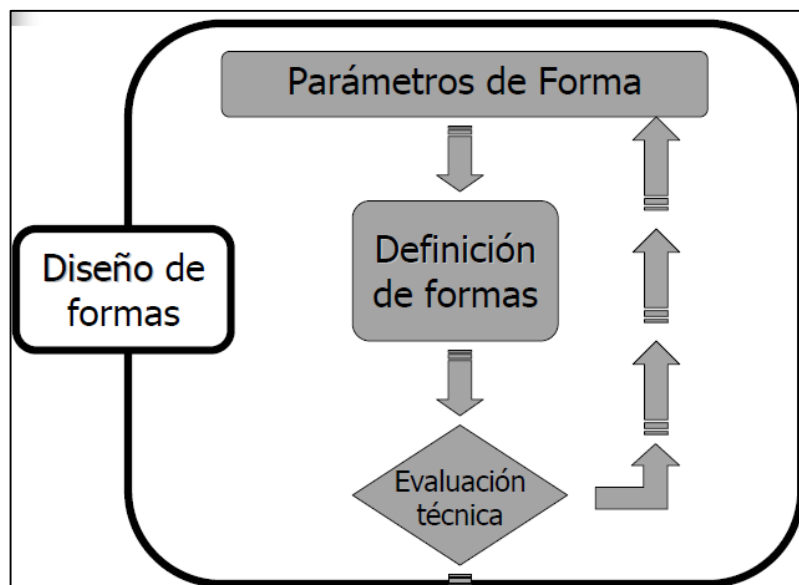 Parámetros de Forma
Definición
de formas
Diseño de
formas
Evaluación
técnica